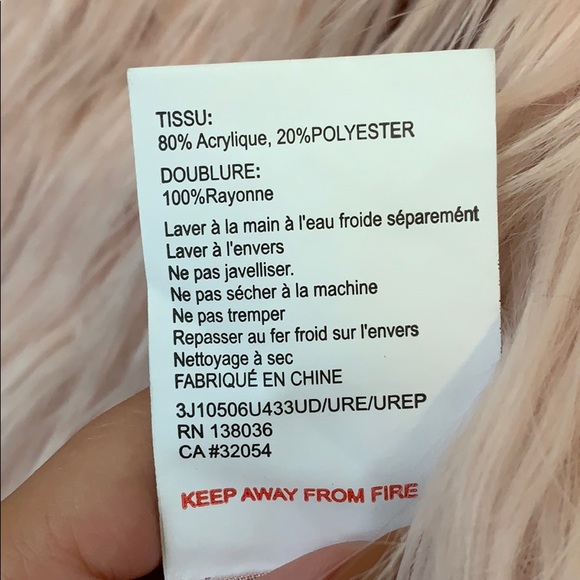 TISSU:
80% Acrylique, 20%POLYESTER
DOUBLURE:
100%Rayonne
Laver à la main à l'eau froide séparemént
Laver à l'envers
Ne pas javelliser.
Ne pas sécher à la machine
Ne pas tremper
Repasser au fer froid sur l'envers
Nettoyage à sec
FABRIQUÉ EN CHINE
3J10506U433UD/URE/UREP
RN 138036
CA #32054
KEEP AWAY FROM FIRE